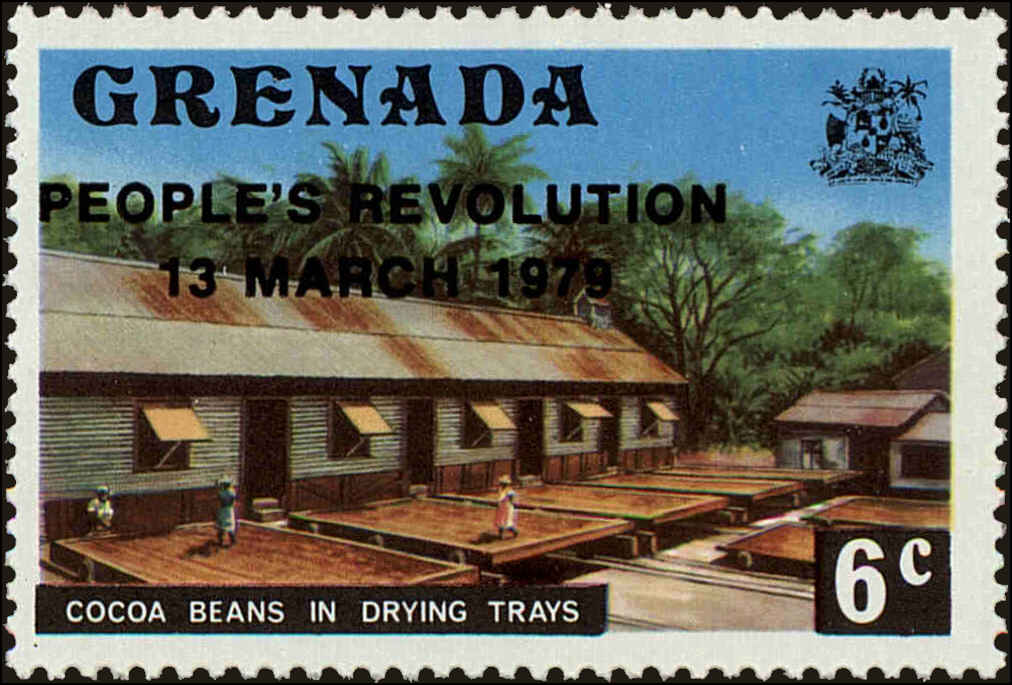 GRENADA
PEOPLE'S REVOLUTION
13 MARCH 1979
COCOA BEANS IN DRYING TRAYS
6c